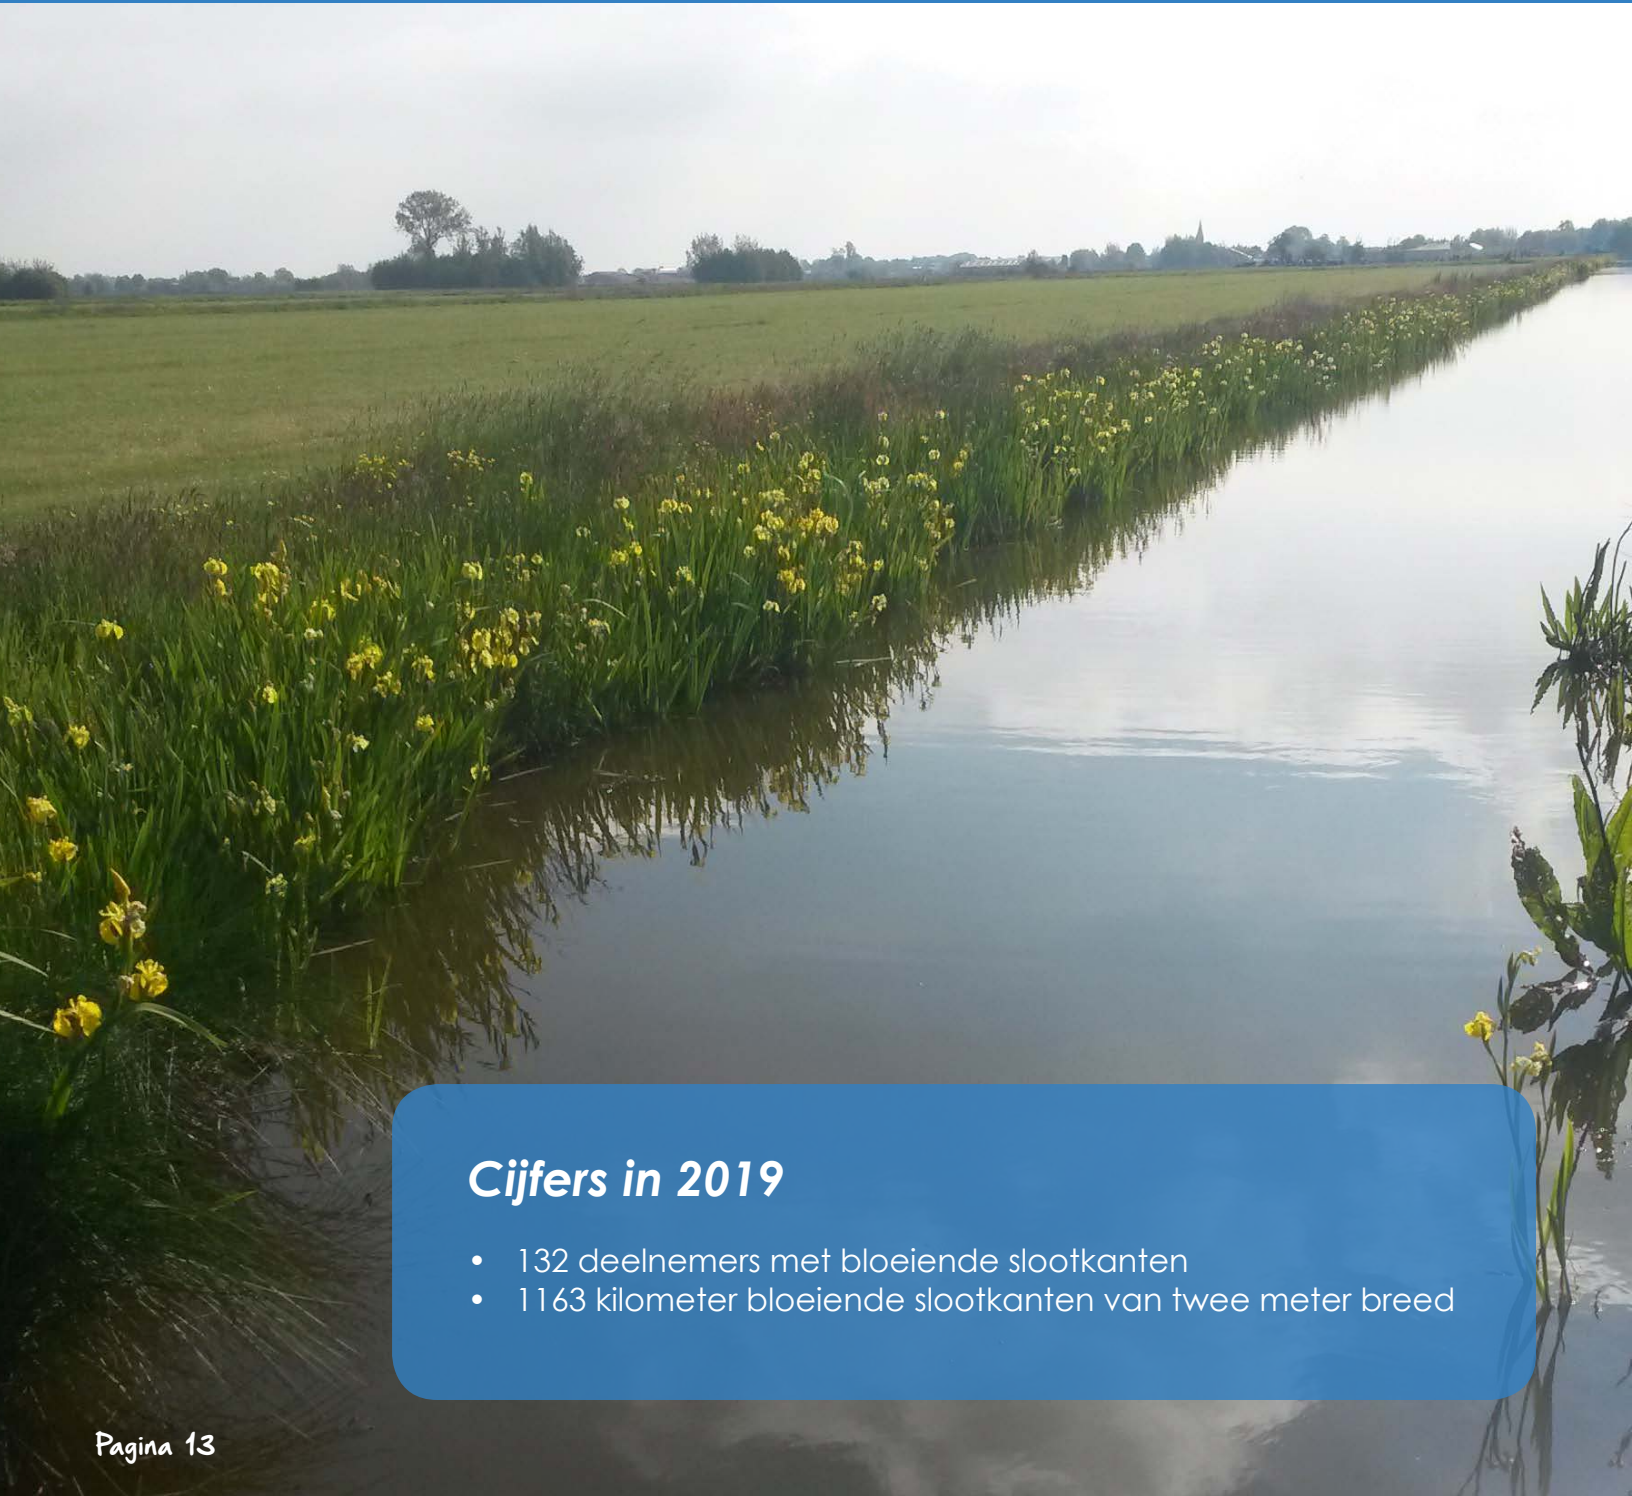 Cijfers in 2019
• 132 deelnemers met bloeiende slootkanten
• 1163 kilometer bloeiende slootkanten van twee meter breed
Pagina 13